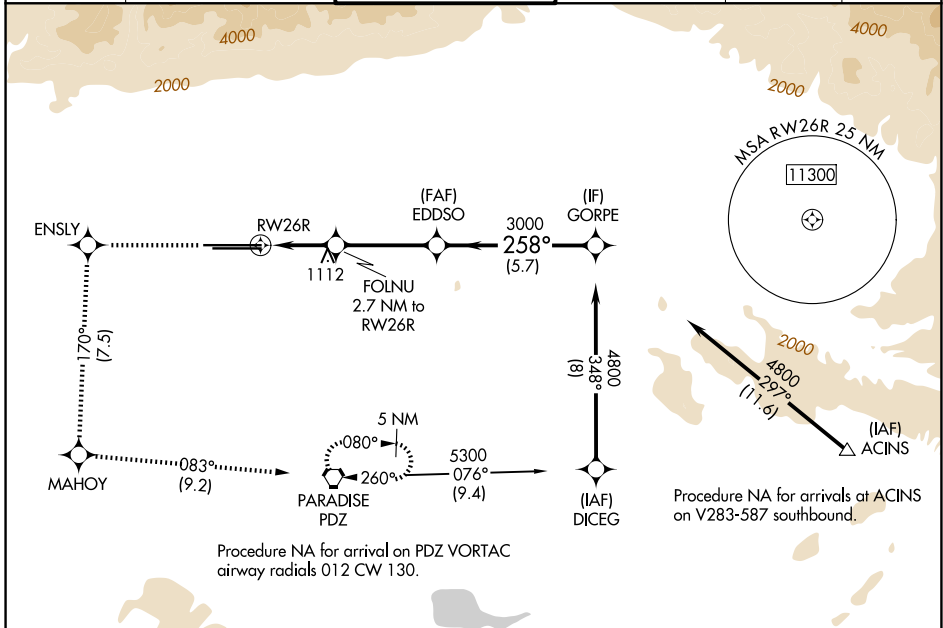 4000
4000
2000
2000
MSA RW26R 25 NM
11300
(FAF)
EDDSO
(IF)
GORPE
ENSLY
RW26R
3000
258°
(5.7)
1112
FOLNU
2.7 NM to
RW26R
170°
(7.5)
4800
348°
(8)
2000
4800
297°
(11.6)
(IAF)
ACINS
5 NM
080°
260°
5300
076°
(9.4)
083°
(9.2)
MAHOY
PARADISE
PDZ
(IAF)
DICEG
Procedure NA for arrivals at ACINS
on V283-587 southbound.
Procedure NA for arrival on PDZ VORTAC
airway radials 012 CW 130.